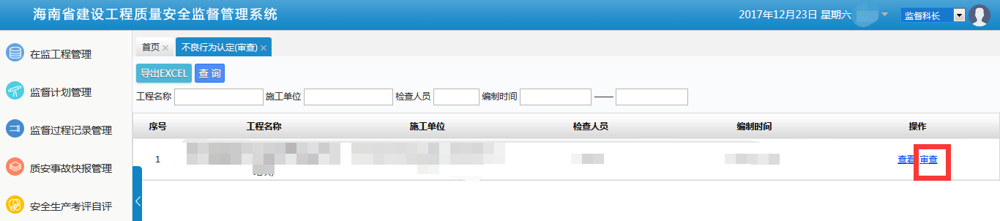 海南省建设工程质量安全监督管理系统
2017年12月23日 星期六
监督科长
在监工程管理
监督计划管理
监督过程记录管理
质安事故快报管理
安全生产考评自评
首页
不良行为认定(审查)
导出EXCEL 查 询
工程名称 施工单位 检查人员 编制时间 ——
序号 工程名称 施工单位 检查人员 编制时间 操作
1 查看 审查